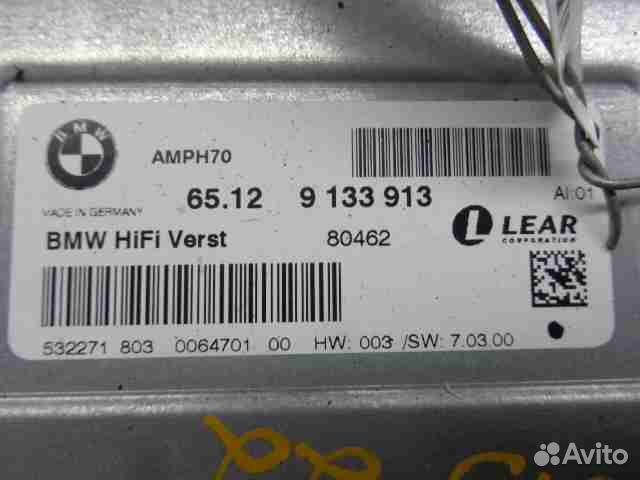 BMW
AMPH70
65.12 9 133 913
AI:01
MADE IN GERMANY
BMW HiFi Verst 80462
LEAR
CORPORATION
532271 803 0064701 00 HW: 003 /SW: 7.03.00
Avito